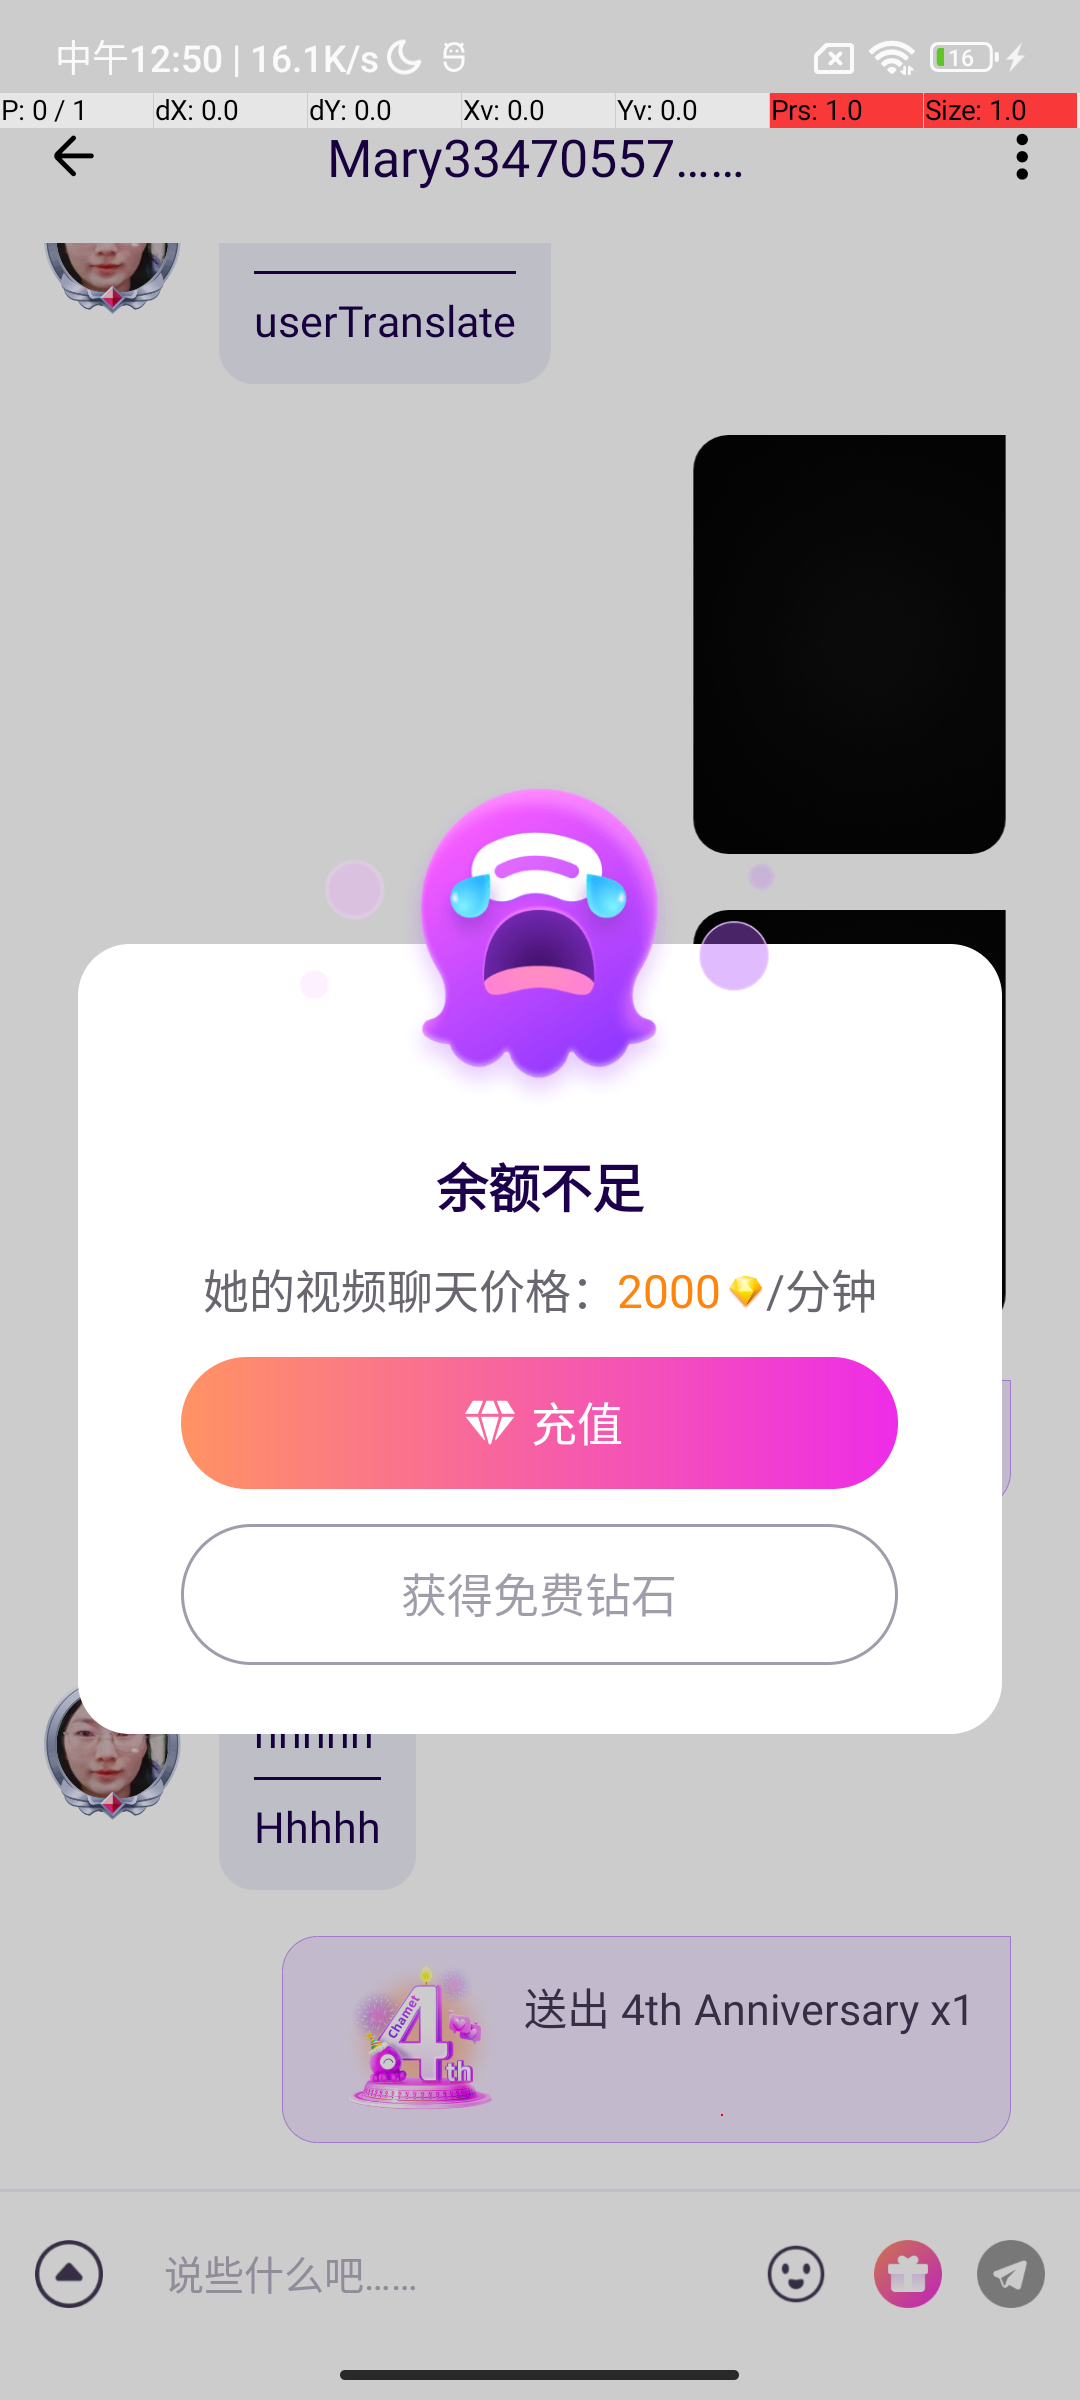 中午12:50 | 16.1K/s
16
P: 0 / 1
dX: 0.0
dY: 0.0
Xv: 0.0
Yv: 0.0
Prs: 1.0
Size: 1.0
Mary33470557......
userTranslate
余额不足
她的视频聊天价格：2000/分钟
充值
获得免费钻石
hhhhh
Hhhhh
Chamet
4th
送出 4th Anniversary x1
说些什么吧......